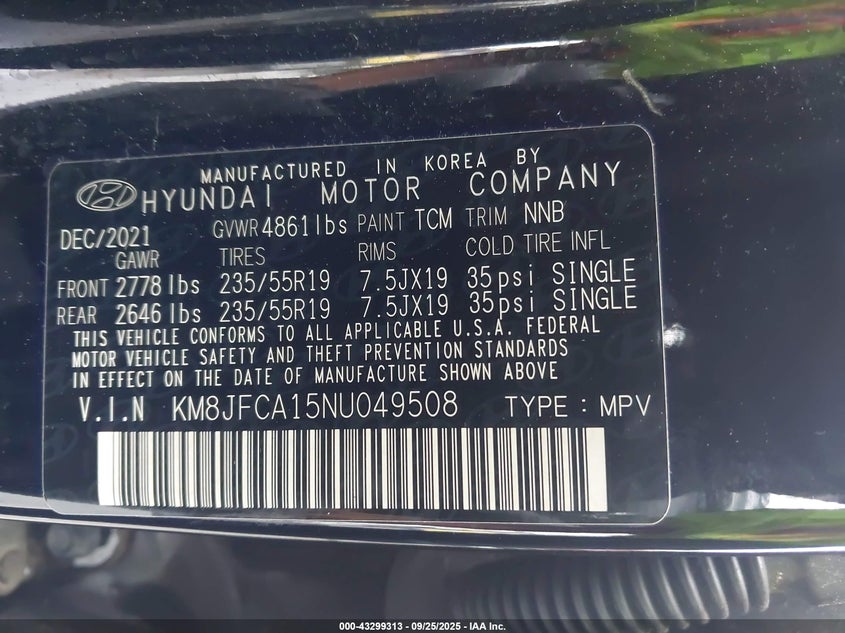 MANUFACTURED IN KOREA BY
HYUNDAI MOTOR COMPANY
DEC/2021 GVWR 4861lbs PAINT TCM TRIM NNB
GAWR TIRES RIMS COLD TIRE INFL
FRONT 2778 lbs 235/55R19 7.5JX19 35psi SINGLE
REAR 2646 lbs 235/55R19 7.5JX19 35psi SINGLE
THIS VEHICLE CONFORMS TO ALL APPLICABLE U.S.A. FEDERAL
MOTOR VEHICLE SAFETY AND THEFT PREVENTION STANDARDS
IN EFFECT ON THE DATE OF MANUFACTURE SHOWN ABOVE
V.I.N KM8JFCA15NU049508 TYPE : MPV
000-43299313 - 09/25/2025 - IAA Inc.